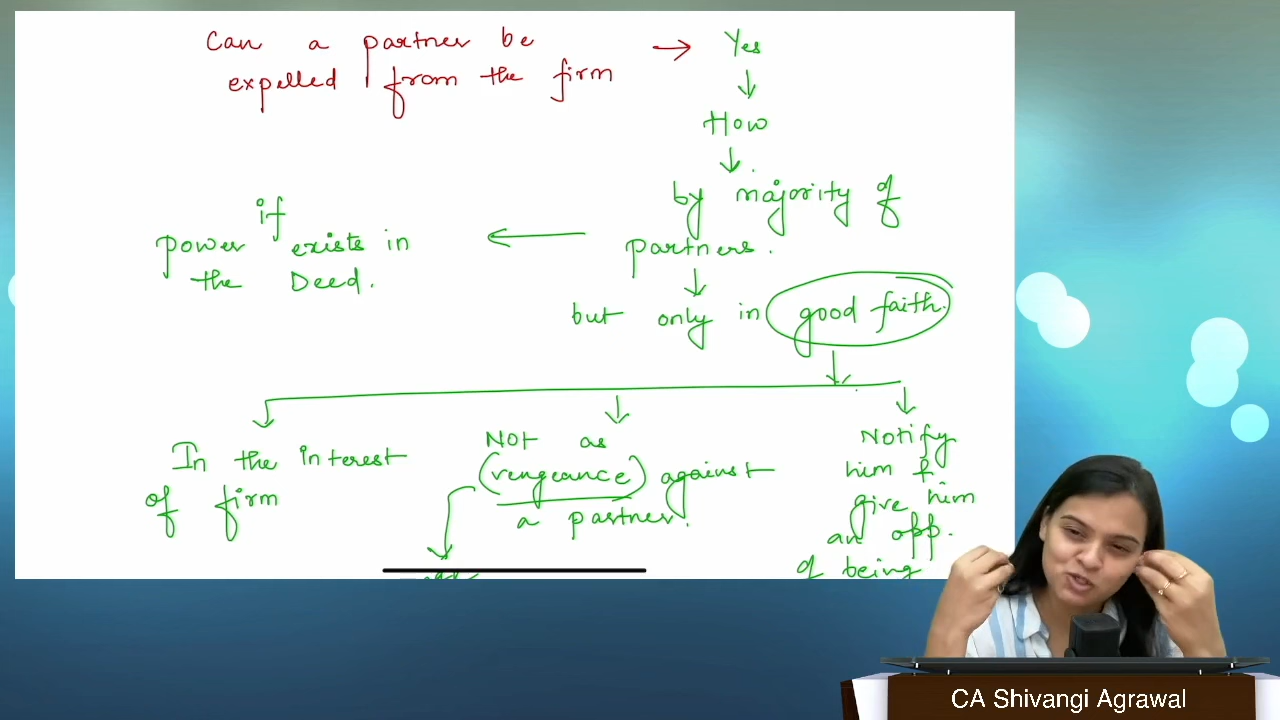 Can a partner be
expelled from the firm
→ Yes
How
by majority of
partners.
if
power exists in
the Deed.
but only in good faith.
In the interest
of firm
Not as
vengeance against
a partner.
Notify
him &
give him
an opp.
of being
CA Shivangi Agrawal